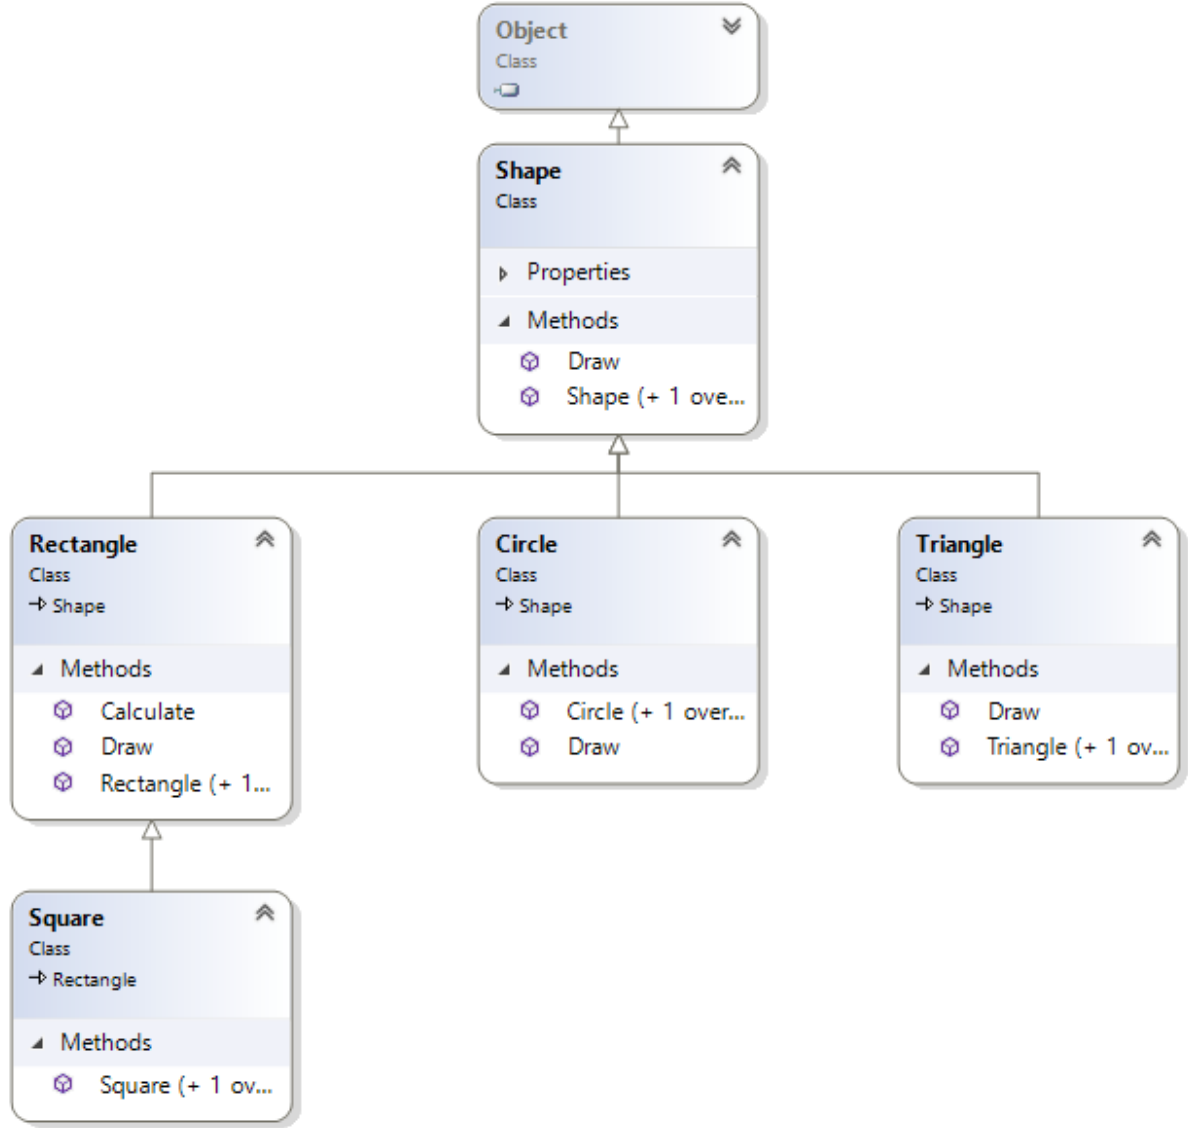 Object
Class
Shape
Class
Properties
Methods
Draw
Shape (+ 1 ove...
Rectangle
Class
Shape
Methods
Calculate
Draw
Rectangle (+ 1...
Circle
Class
Shape
Methods
Circle (+ 1 over...
Draw
Triangle
Class
Shape
Methods
Draw
Triangle (+ 1 ov...
Square
Class
Rectangle
Methods
Square (+ 1 ov...